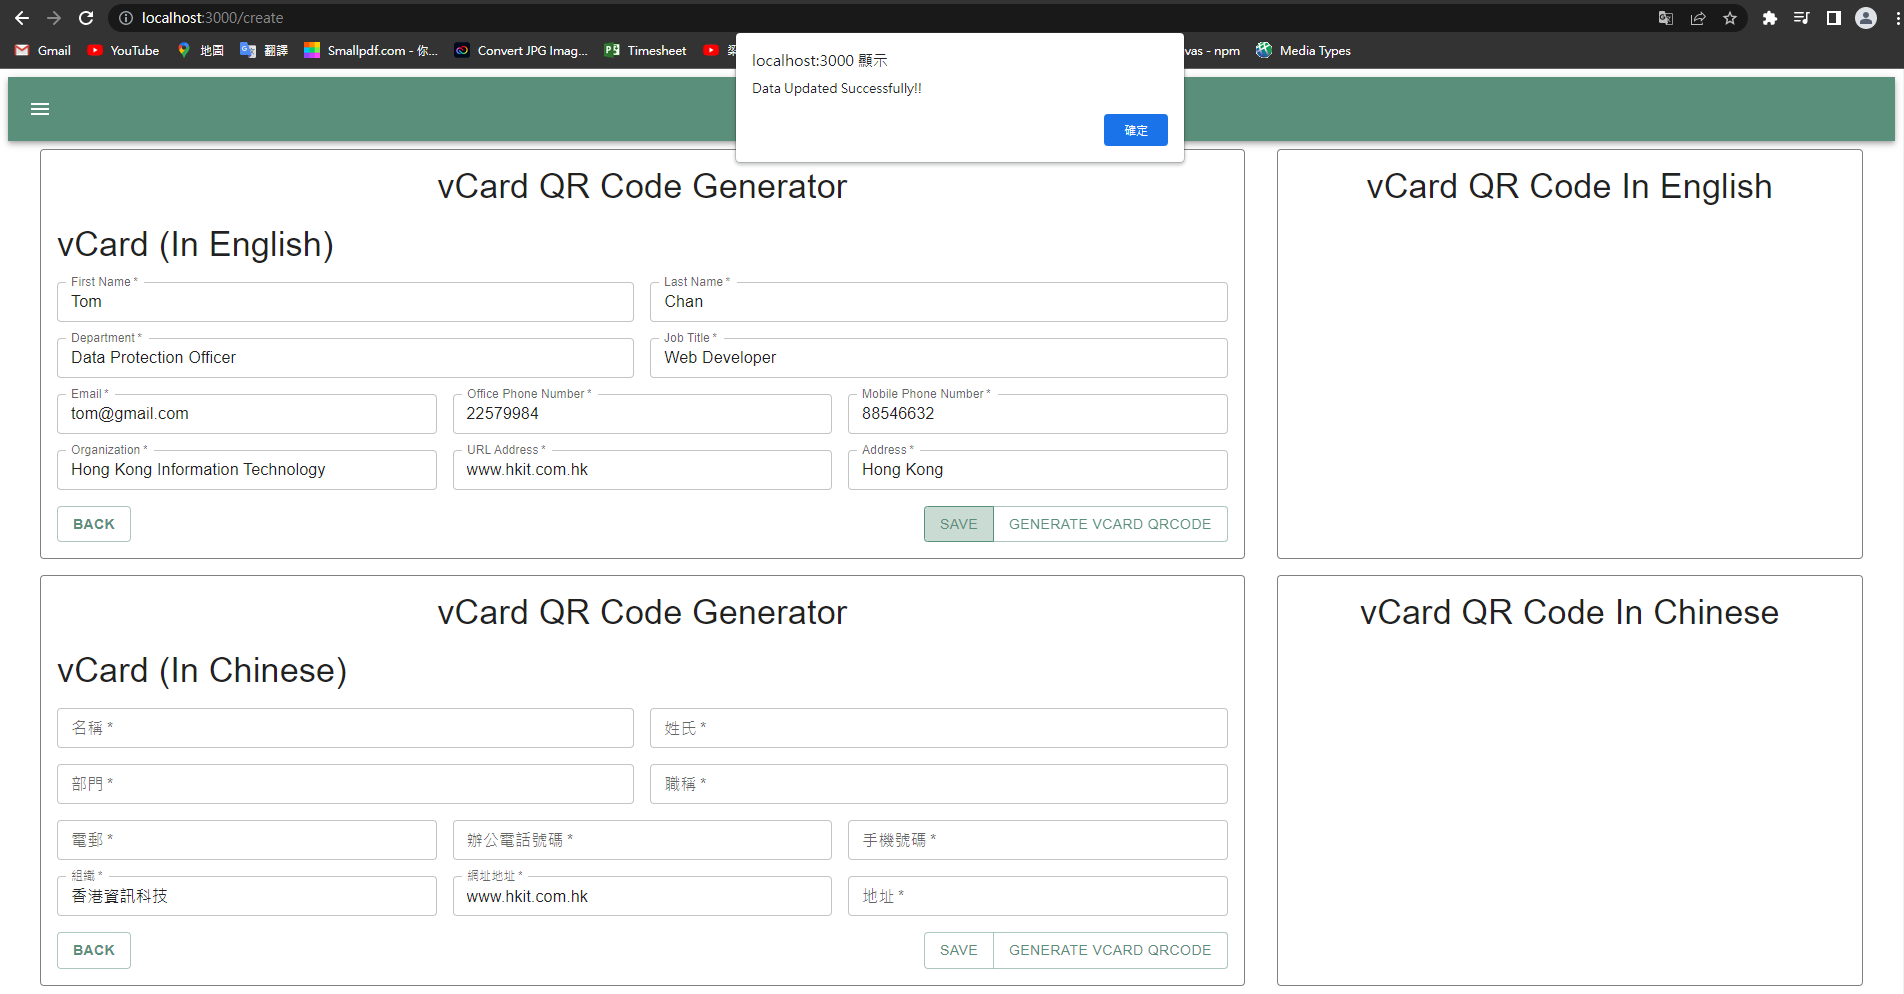 localhost:3000/create
Gmail YouTube 地圖 翻譯 Smallpdf.com - 你... Convert JPG Imag... Timesheet 梁 vas - npm Media Types
localhost:3000 顯示
Data Updated Successfully!!
確定
vCard QR Code Generator
vCard (In English)
First Name *
Tom
Last Name *
Chan
Department *
Data Protection Officer
Job Title *
Web Developer
Email *
tom@gmail.com
Office Phone Number *
22579984
Mobile Phone Number *
88546632
Organization *
Hong Kong Information Technology
URL Address *
www.hkit.com.hk
Address *
Hong Kong
BACK
SAVE
GENERATE VCARD QRCODE
vCard QR Code In English
vCard QR Code Generator
vCard (In Chinese)
名稱 *
姓氏 *
部門 *
職稱 *
電郵 *
辦公電話號碼 *
手機號碼 *
組織 *
香港資訊科技
網址地址 *
www.hkit.com.hk
地址 *
BACK
SAVE
GENERATE VCARD QRCODE
vCard QR Code In Chinese